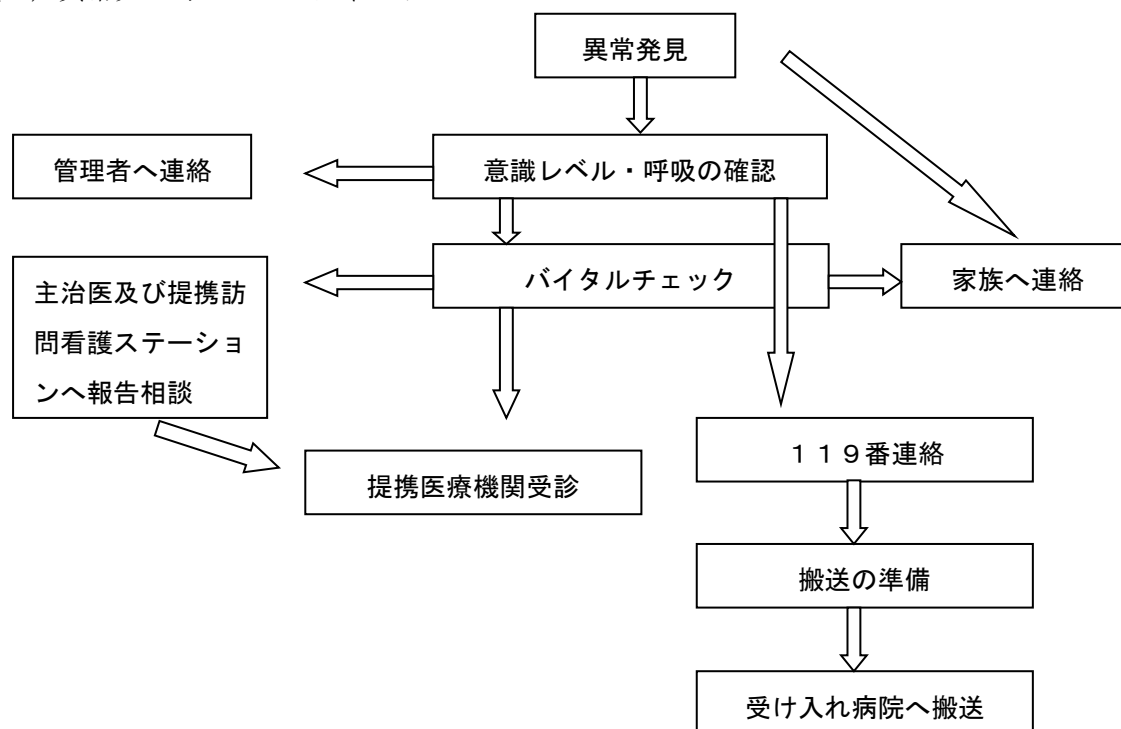 異常発見
管理者へ連絡
意識レベル・呼吸の確認
バイタルチェック
家族へ連絡
主治医及び提携訪
問看護ステーショ
ンへ報告相談
１１９番連絡
提携医療機関受診
搬送の準備
受け入れ病院へ搬送